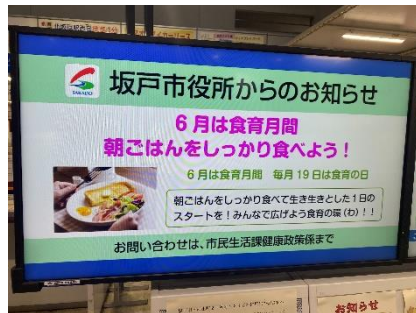 SAKADO
坂戸市役所からのお知らせ
6月は食育月間
朝ごはんをしっかり食べよう！
6月は食育月間　毎月19日は食育の日
朝ごはんをしっかり食べて生き生きとした1日の
スタートを！みんなで広げよう食育の環（わ）！！
お問い合わせは、市民生活課健康政策係まで
お知らせ